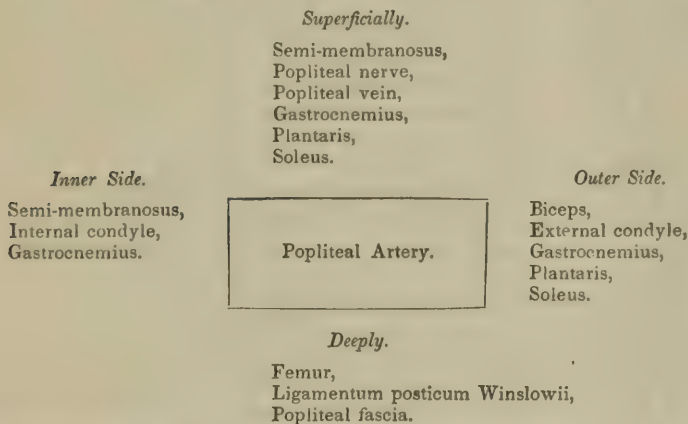 Superficially.
Semi-membranosus,
Popliteal nerve,
Popliteal vein,
Gastrocnemius,
Plantaris,
Soleus.
Inner Side.
Semi-membranosus,
Internal condyle,
Gastrocnemius.
Popliteal Artery.
Outer Side.
Biceps,
External condyle,
Gastrocnemius,
Plantaris,
Soleus.
Deeply.
Femur,
Ligamentum posticum Winslowii,
Popliteal fascia.